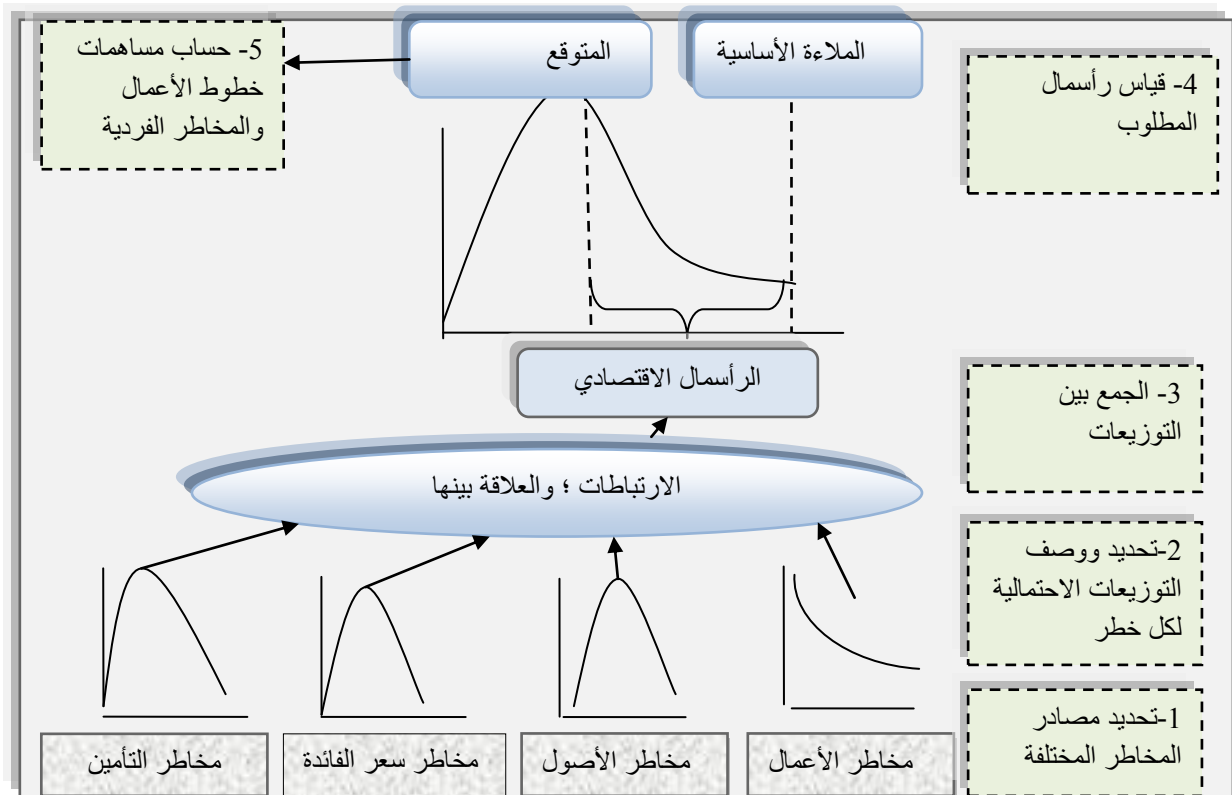 5- حساب مساهمات
خطوط الأعمال
والمخاطر الفردية
المتوقع
الملاءة الأساسية
4- قياس رأسمال
المطلوب
الرأسمال الاقتصادي
3- الجمع بين
التوزيعات
الارتباطات ؛ والعلاقة بينها
2-تحديد ووصف
التوزيعات الاحتمالية
لكل خطر
1-تحديد مصادر
المخاطر المختلفة
مخاطر التأمين
مخاطر سعر الفائدة
مخاطر الأصول
مخاطر الأعمال